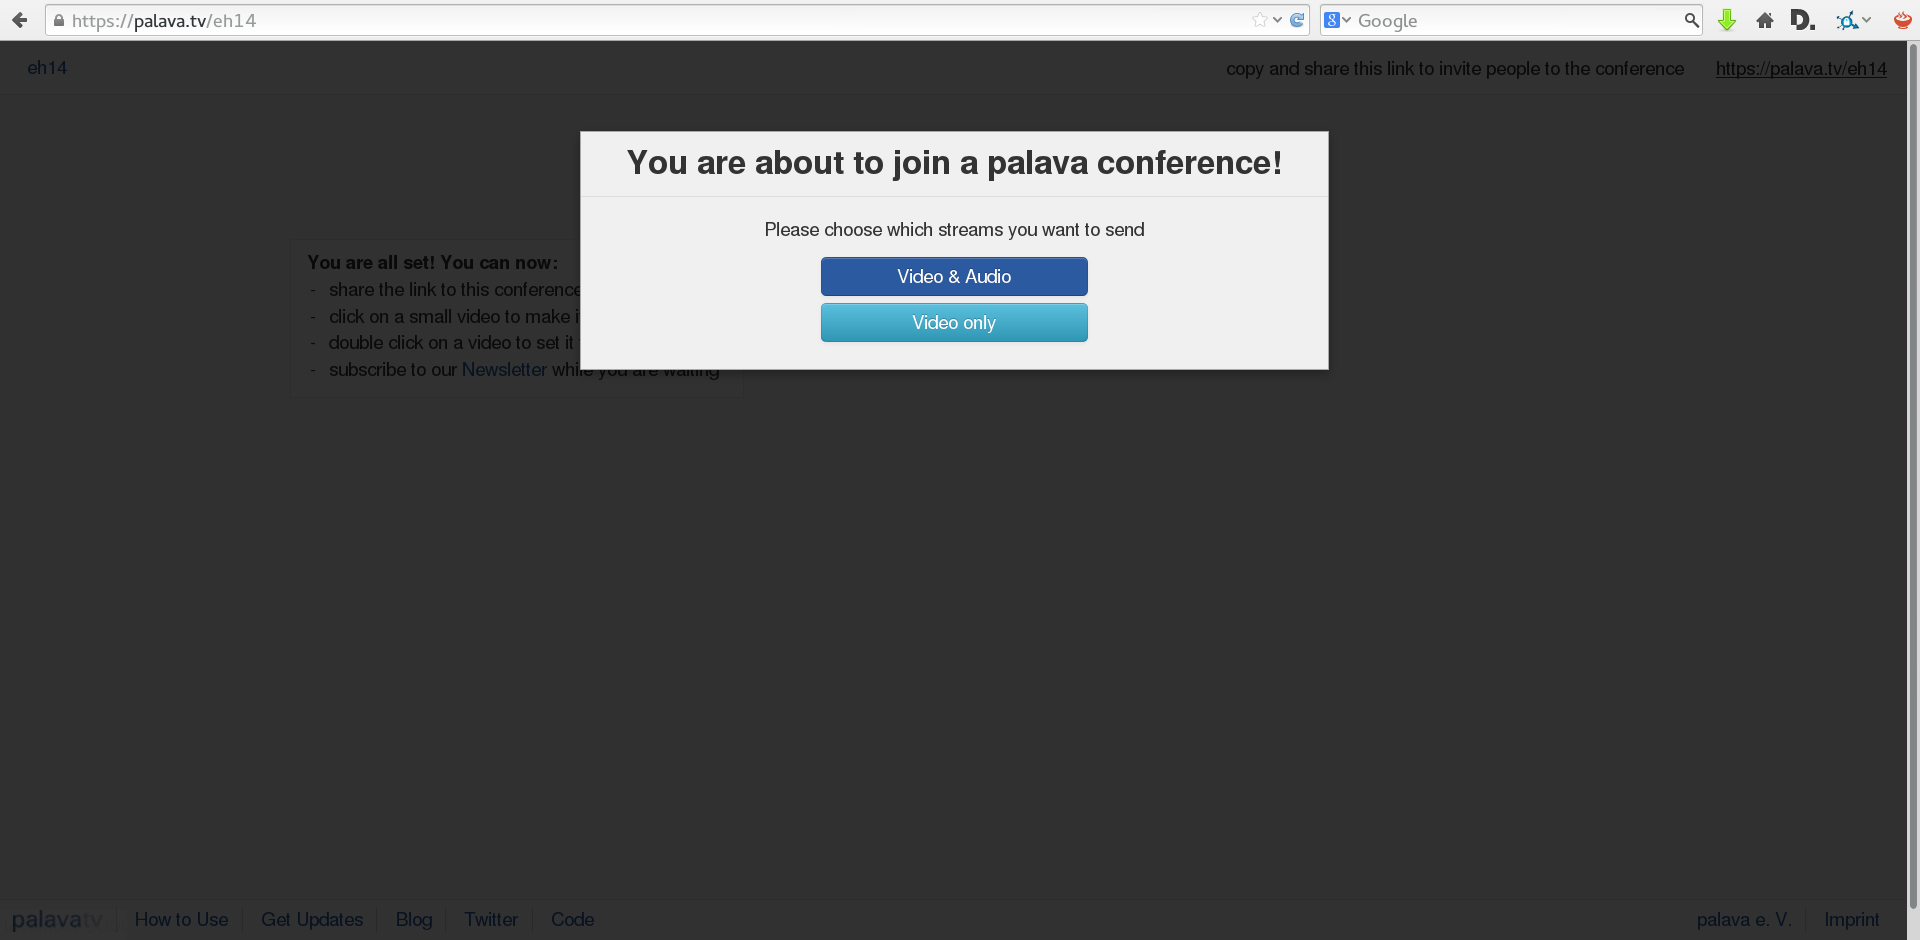 https://palava.tv/eh14
8
Google
D.
eh14
copy and share this link to invite people to the conference
https://palava.tv/eh14
You are about to join a palava conference!
Please choose which streams you want to send
Video & Audio
Video only
You are all set! You can now:
- share the link to this conference
- click on a small video to make
- double click on a video to set it
- subscribe to our Newsletter while you are waiting
palavatv
How to Use
Get Updates
Blog
Twitter
Code
palava e. V.
Imprint